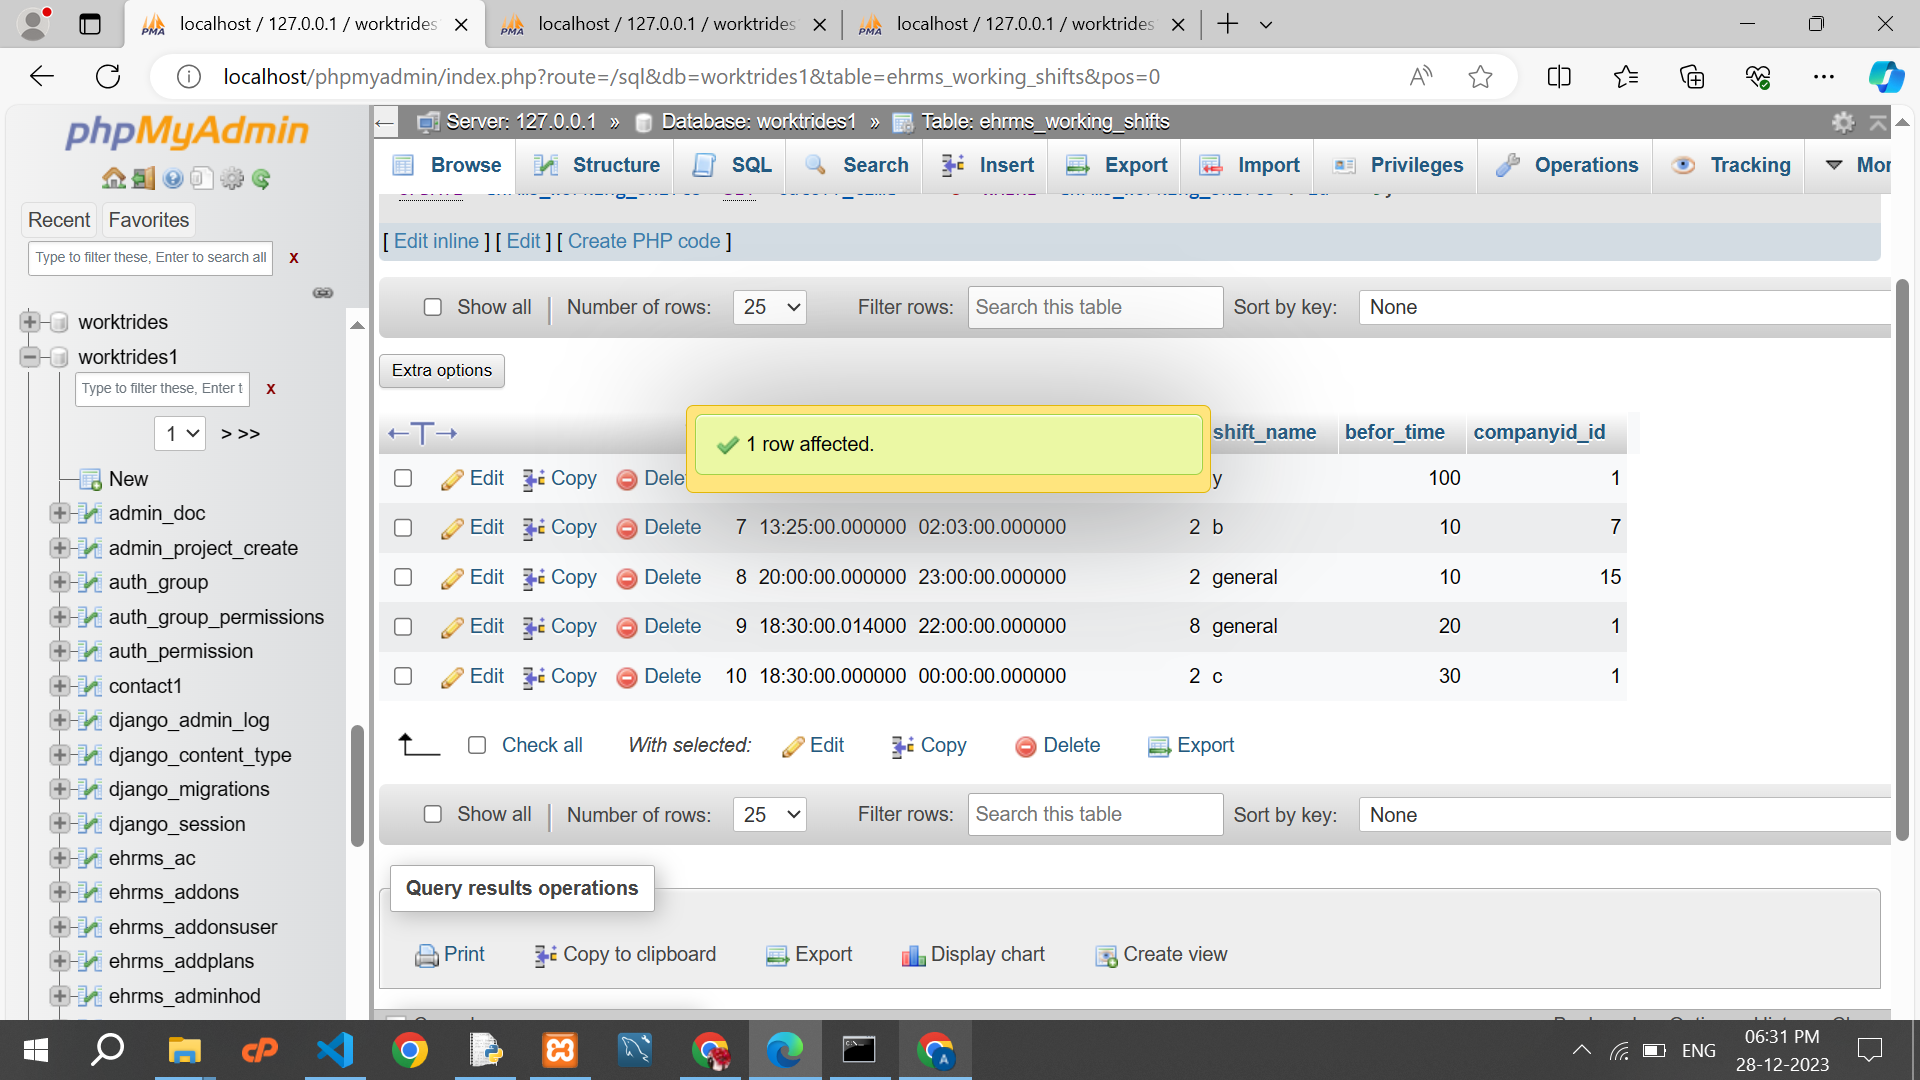 localhost / 127.0.0.1 / worktrides
localhost / 127.0.0.1 / worktrides
localhost / 127.0.0.1 / worktrides
localhost/phpmyadmin/index.php?route=/sql&db=worktrides1&table=ehrms_working_shifts&pos=0
phpMyAdmin
Recent Favorites
Type to filter these, Enter to search all X
worktrides
worktrides1
Type to filter these, Enter t X
1 > >>
New
admin_doc
admin_project_create
auth_group
auth_group_permissions
auth_permission
contact1
django_admin_log
django_content_type
django_migrations
django_session
ehrms_ac
ehrms_addons
ehrms_addonsuser
ehrms_addplans
ehrms_adminhod
Server: 127.0.0.1 » Database: worktrides1 » Table: ehrms_working_shifts
Browse Structure SQL Search Insert Export Import Privileges Operations Tracking Mor
[ Edit inline ] [ Edit ] [ Create PHP code ]
Show all | Number of rows: 25 Filter rows: Search this table Sort by key: None
Extra options
1 row affected.
shift_name befor_time companyid_id
Edit Copy Delete y 100 1
Edit Copy Delete 7 13:25:00.000000 02:03:00.000000 2 b 10 7
Edit Copy Delete 8 20:00:00.000000 23:00:00.000000 2 general 10 15
Edit Copy Delete 9 18:30:00.014000 22:00:00.000000 8 general 20 1
Edit Copy Delete 10 18:30:00.000000 00:00:00.000000 2 c 30 1
Check all With selected: Edit Copy Delete Export
Show all | Number of rows: 25 Filter rows: Search this table Sort by key: None
Query results operations
Print Copy to clipboard Export Display chart Create view
ENG
06:31 PM
28-12-2023